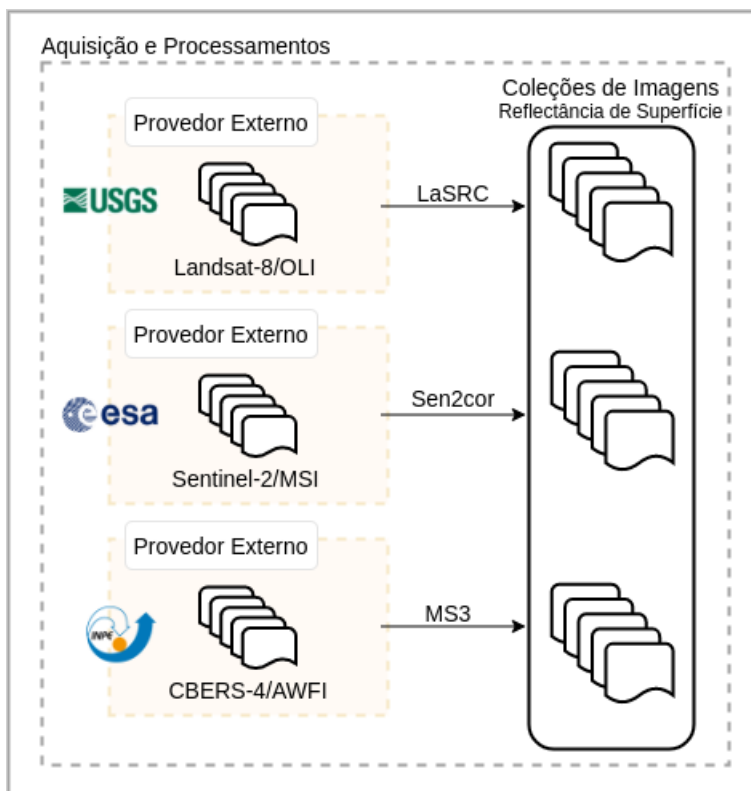 Aquisição e Processamentos
Coleções de Imagens
Reflectância de Superfície
Provedor Externo
USGS
Landsat-8/OLI
LaSRC
Provedor Externo
esa
Sentinel-2/MSI
Sen2cor
Provedor Externo
INPE
CBERS-4/AWFI
MS3